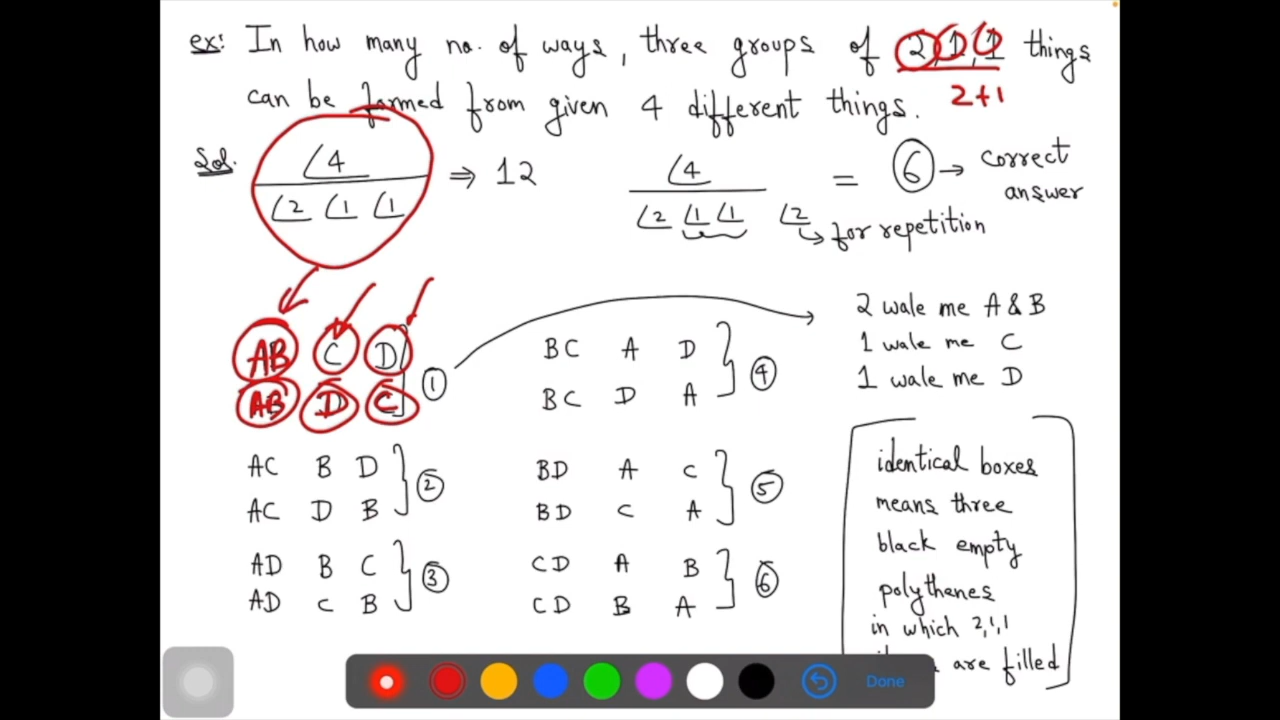 ex: In how many no. of ways, three groups of 2,1,1 things
2+1
can be formed from given 4 different things.
Sol. ∠4 / ∠2 ∠1 ∠1 ⇒ 12
∠4 / ∠2 ∠1 ∠1 ∠2 = 6 → correct answer
for repetition
AB C D
AB D C
1
AC B D
AC D B
2
AD B C
AD C B
3
BC A D
BC D A
4
BD A C
BD C A
5
CD A B
CD B A
6
2 wale me A & B
1 wale me C
1 wale me D
identical boxes
means three
black empty
polythenes
in which 2,1,1
are filled
Done